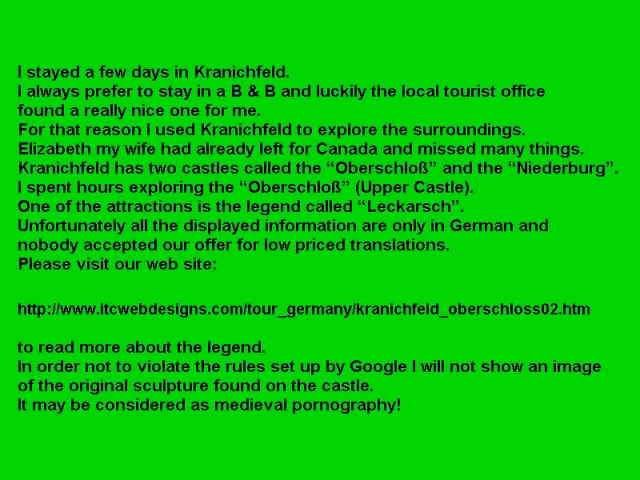 I stayed a few days in Kranichfeld.
I always prefer to stay in a B & B and luckily the local tourist office
found a really nice one for me.
For that reason I used Kranichfeld to explore the surroundings.
Elizabeth my wife had already left for Canada and missed many things.
Kranichfeld has two castles called the “Oberschloß” and the “Niederburg”.
I spent hours exploring the “Oberschloß” (Upper Castle).
One of the attractions is the legend called “Leckarsch”.
Unfortunately all the displayed information are only in German and
nobody accepted our offer for low priced translations.
Please visit our web site:
http://www.itcwebdesigns.com/tour_germany/kranichfeld_oberschloss02.htm
to read more about the legend.
In order not to violate the rules set up by Google I will not show an image
of the original sculpture found on the castle.
It may be considered as medieval pornography!